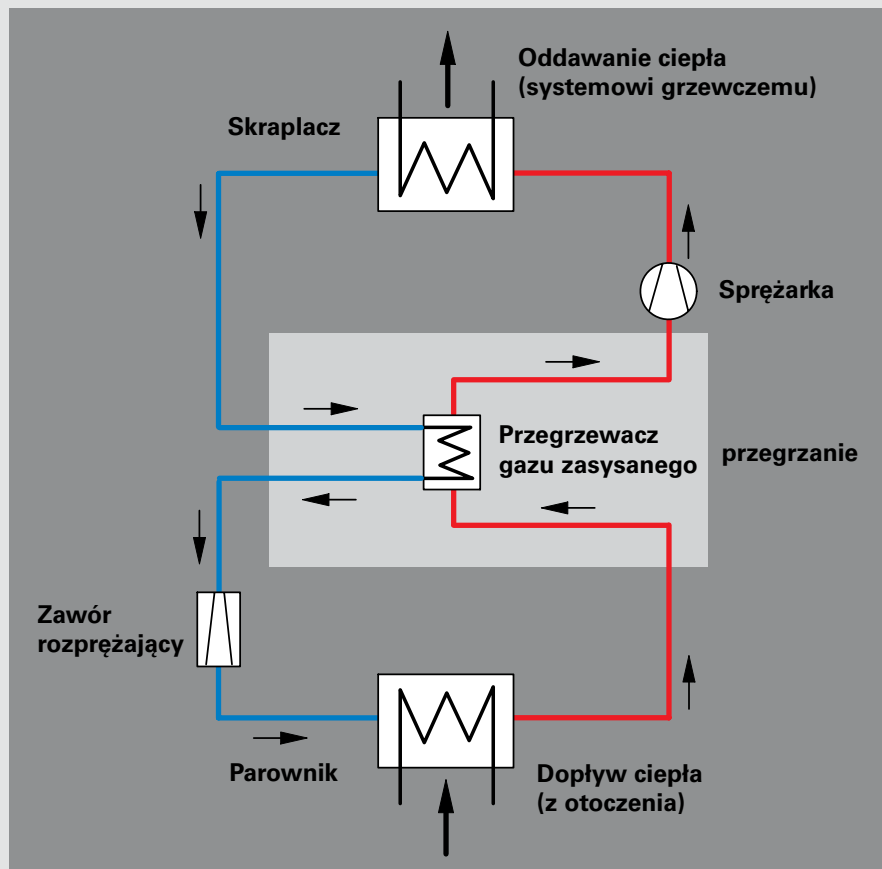 Oddawanie ciepła
(systemowi grzewczemu)
Skraplacz
Sprężarka
Przegrzewacz
gazu zasysanego
przegrzanie
Zawór
rozprężający
Parownik
Dopływ ciepła
(z otoczenia)